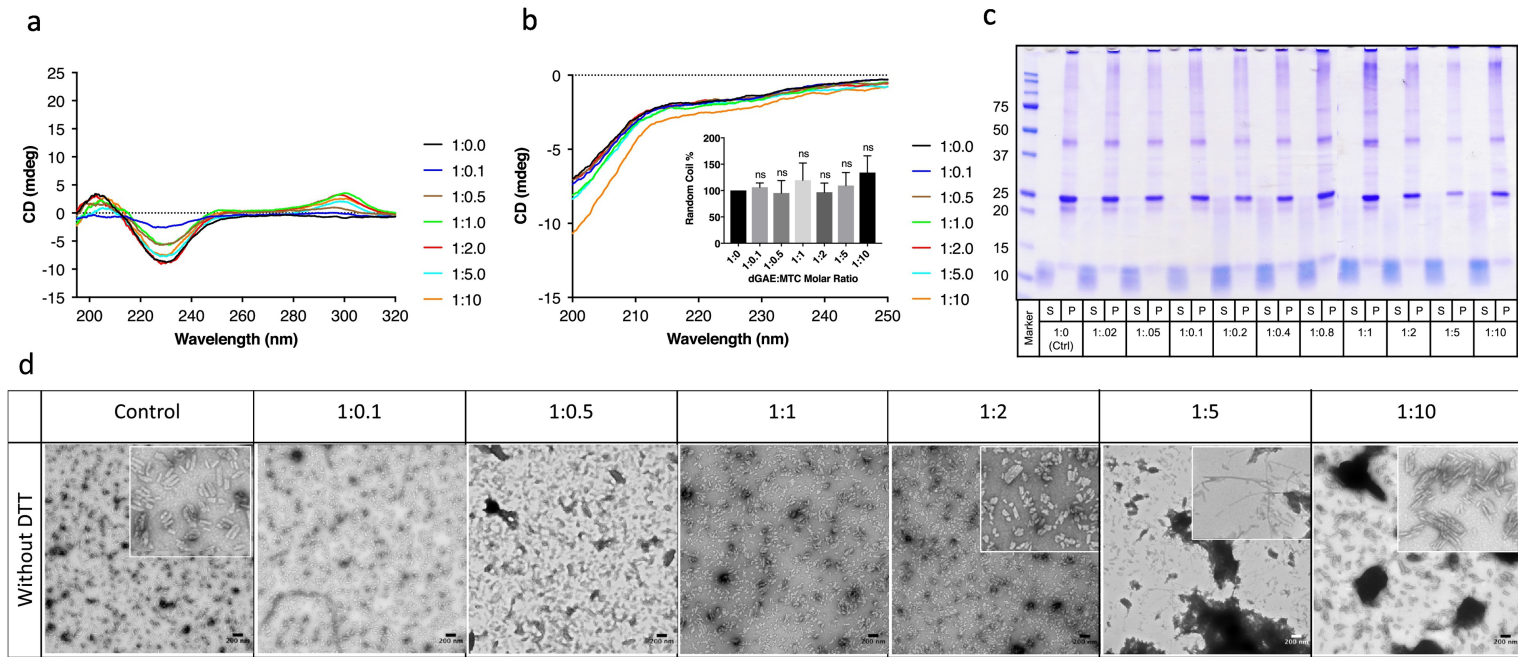 a
CD (mdeg)
25
20
15
10
5
0
-5
-10
-15
200
220
240
260
280
300
320
Wavelength (nm)
1:0.0
1:0.1
1:0.5
1:1.0
1:2.0
1:5.0
1:10
b
CD (mdeg)
0
-5
-10
-15
200
210
220
230
240
250
Wavelength (nm)
Random Coil %
200
150
100
50
0
ns
ns
ns
ns
ns
ns
1:0
1:0.1
1:0.5
1:1
1:2
1:5
1:10
dGAE:MTC Molar Ratio
1:0.0
1:0.1
1:0.5
1:1.0
1:2.0
1:5.0
1:10
c
75
50
37
25
20
15
10
Marker
S P S P S P S P S P S P S P S P S P S P S P
1:0 (Ctrl) 1:.02 1:.05 1:0.1 1:0.2 1:0.4 1:0.8 1:1 1:2 1:5 1:10
d
Control 1:0.1 1:0.5 1:1 1:2 1:5 1:10
Without DTT
200 nm 200 nm 200 nm 200 nm 200 nm 200 nm 200 nm